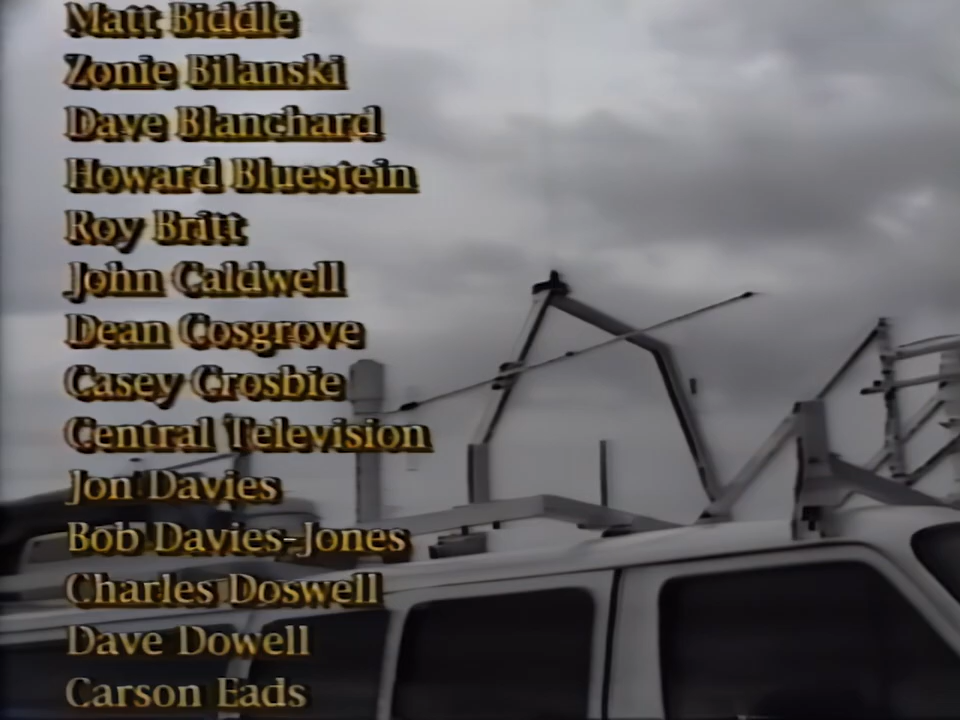 Matt Biddle
Zonie Bilanski
Dave Blanchard
Howard Bluestein
Roy Britt
John Caldwell
Dean Cosgrove
Casey Crosbie
Central Television
Jon Davies
Bob Davies-Jones
Charles Doswell
Dave Dowell
Carson Eads